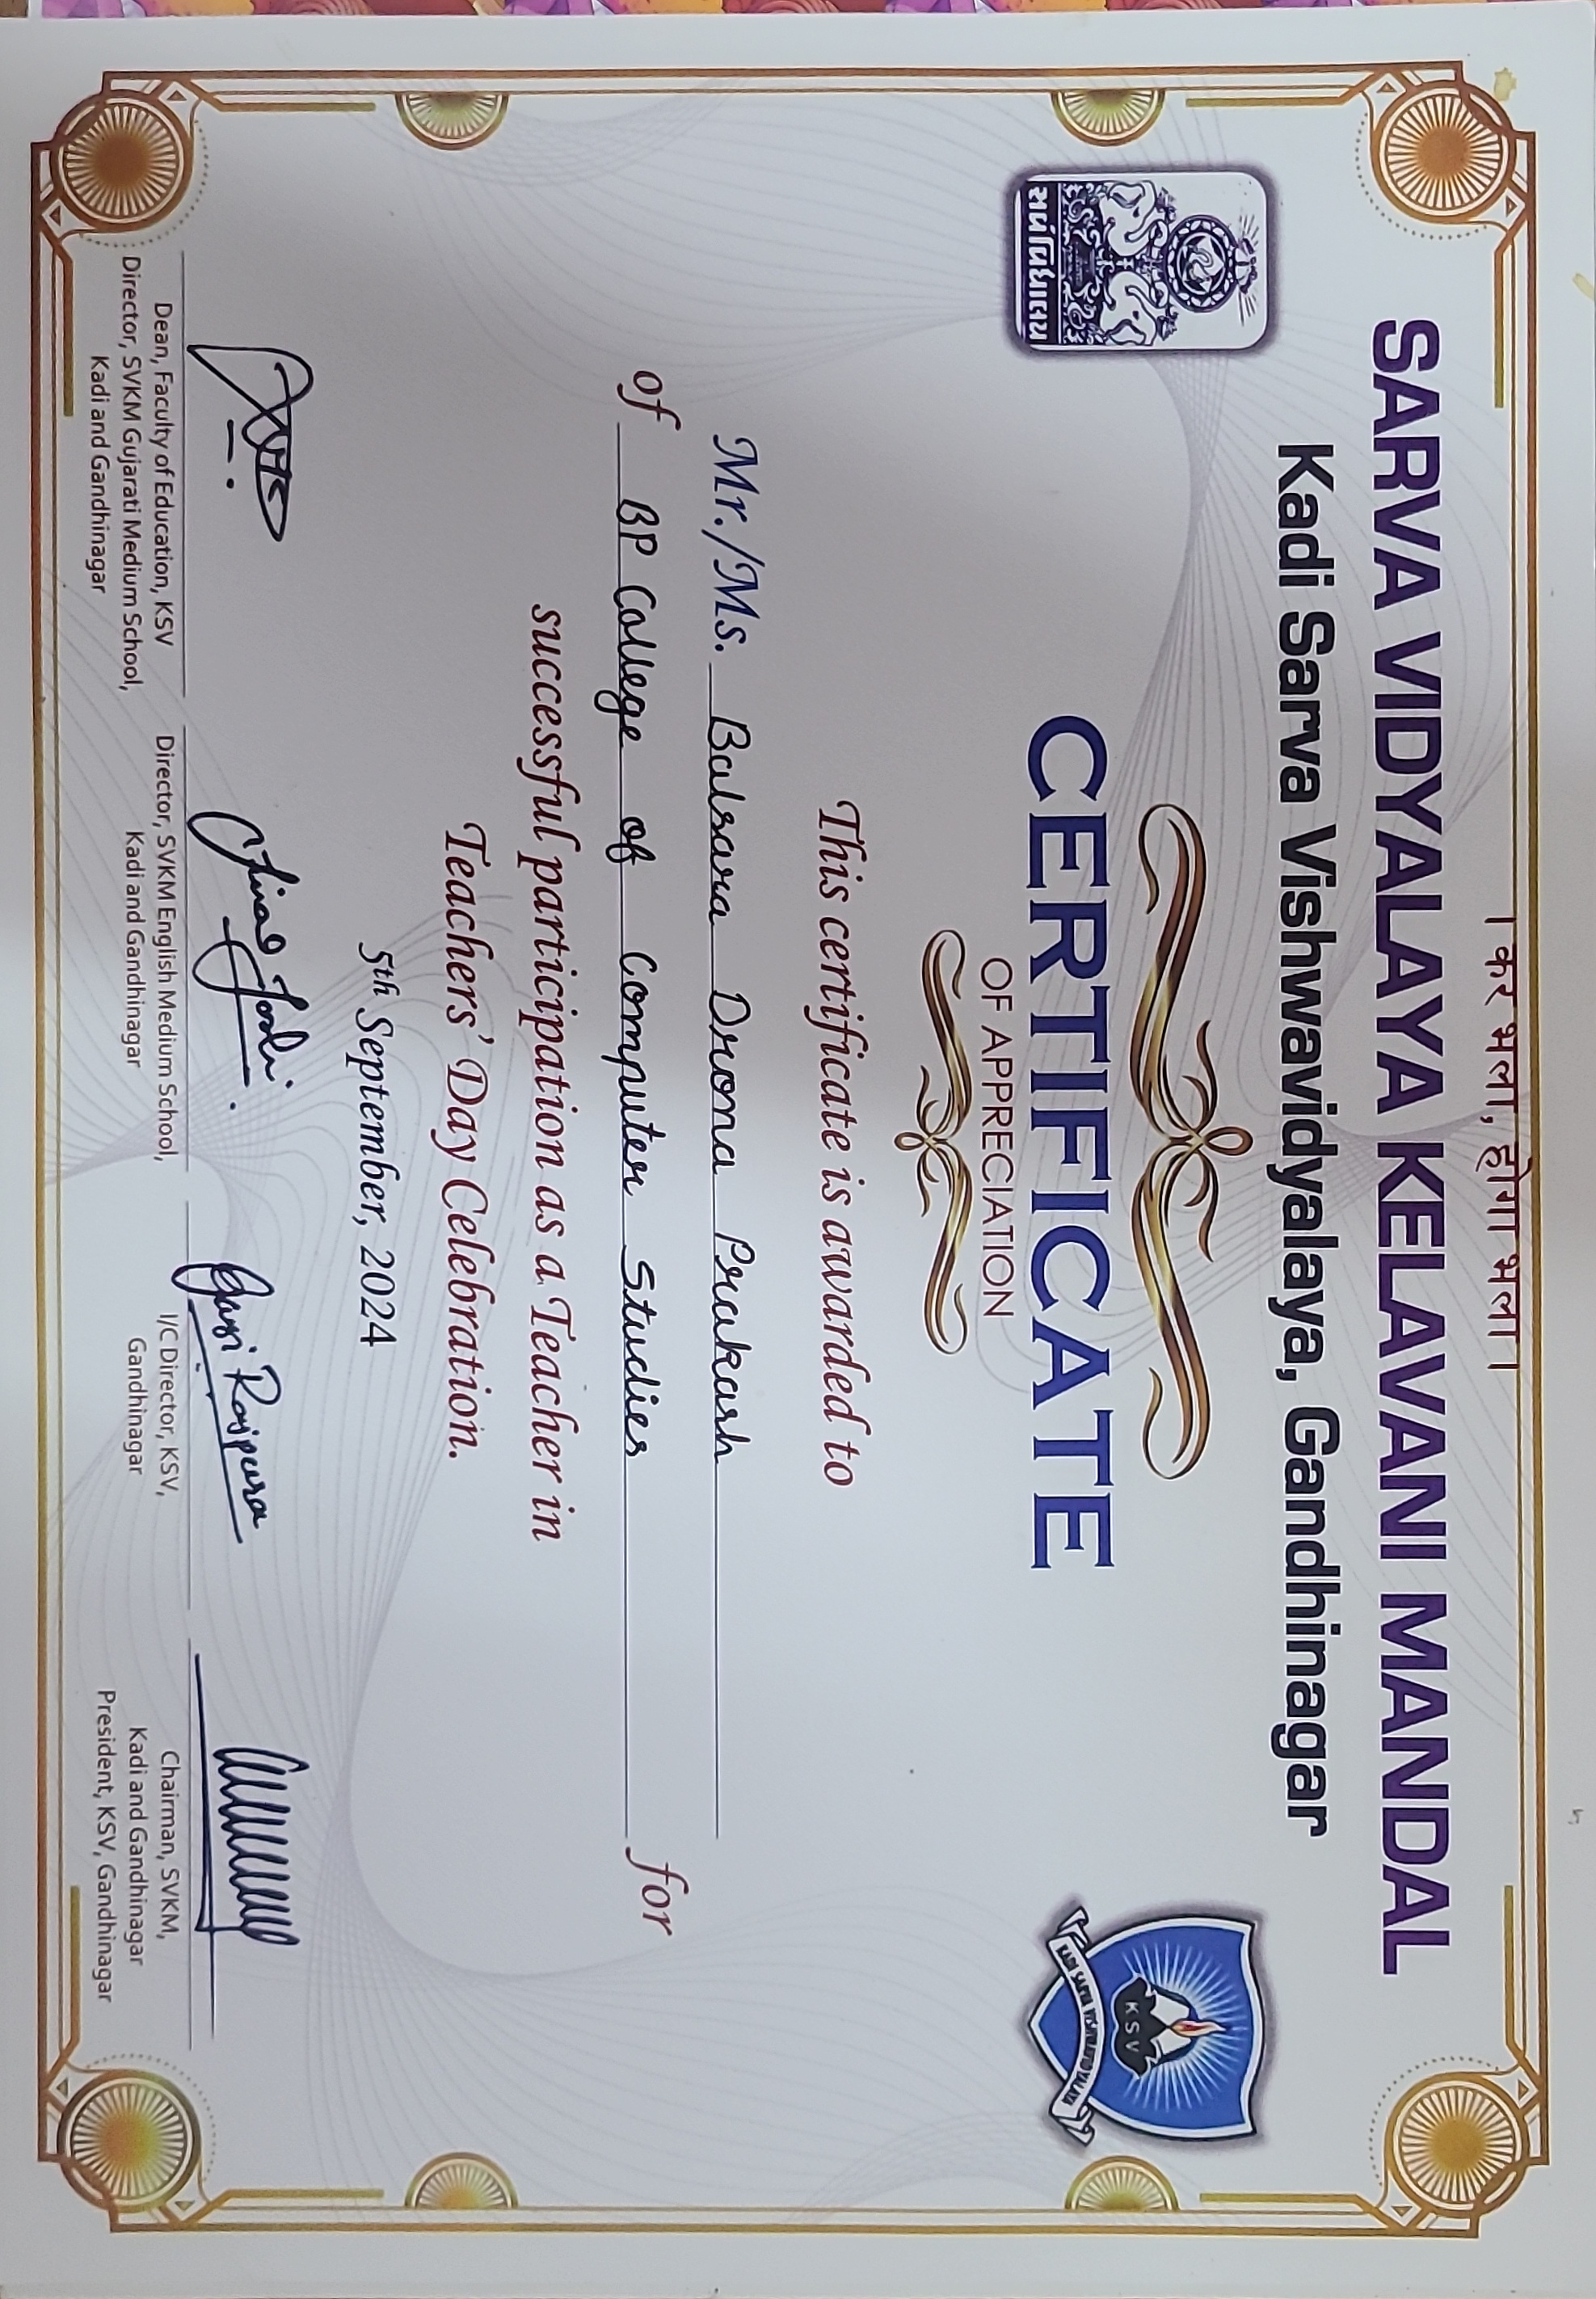 । कर भला, होगा भला ।
SARVA VIDYALAYA KELAVANI MANDAL
Kadi Sarva Vishwavidyalaya, Gandhinagar
સર્વ વિદ્યાલય
KSV
KADI SARVA VISHWAVIDYALAYA
CERTIFICATE
OF APPRECIATION
This certificate is awarded to
Mr./Ms. Balsara Drona Prakash
of BP College of Computer Studies for
successful participation as a Teacher in
Teachers' Day Celebration.
5th September, 2024
Jinal Joshi
Rajpura
Dean, Faculty of Education, KSV
Director, SVKM Gujarati Medium School,
Kadi and Gandhinagar
Director, SVKM English Medium School,
Kadi and Gandhinagar
I/C Director, KSV,
Gandhinagar
Chairman, SVKM,
Kadi and Gandhinagar
President, KSV, Gandhinagar